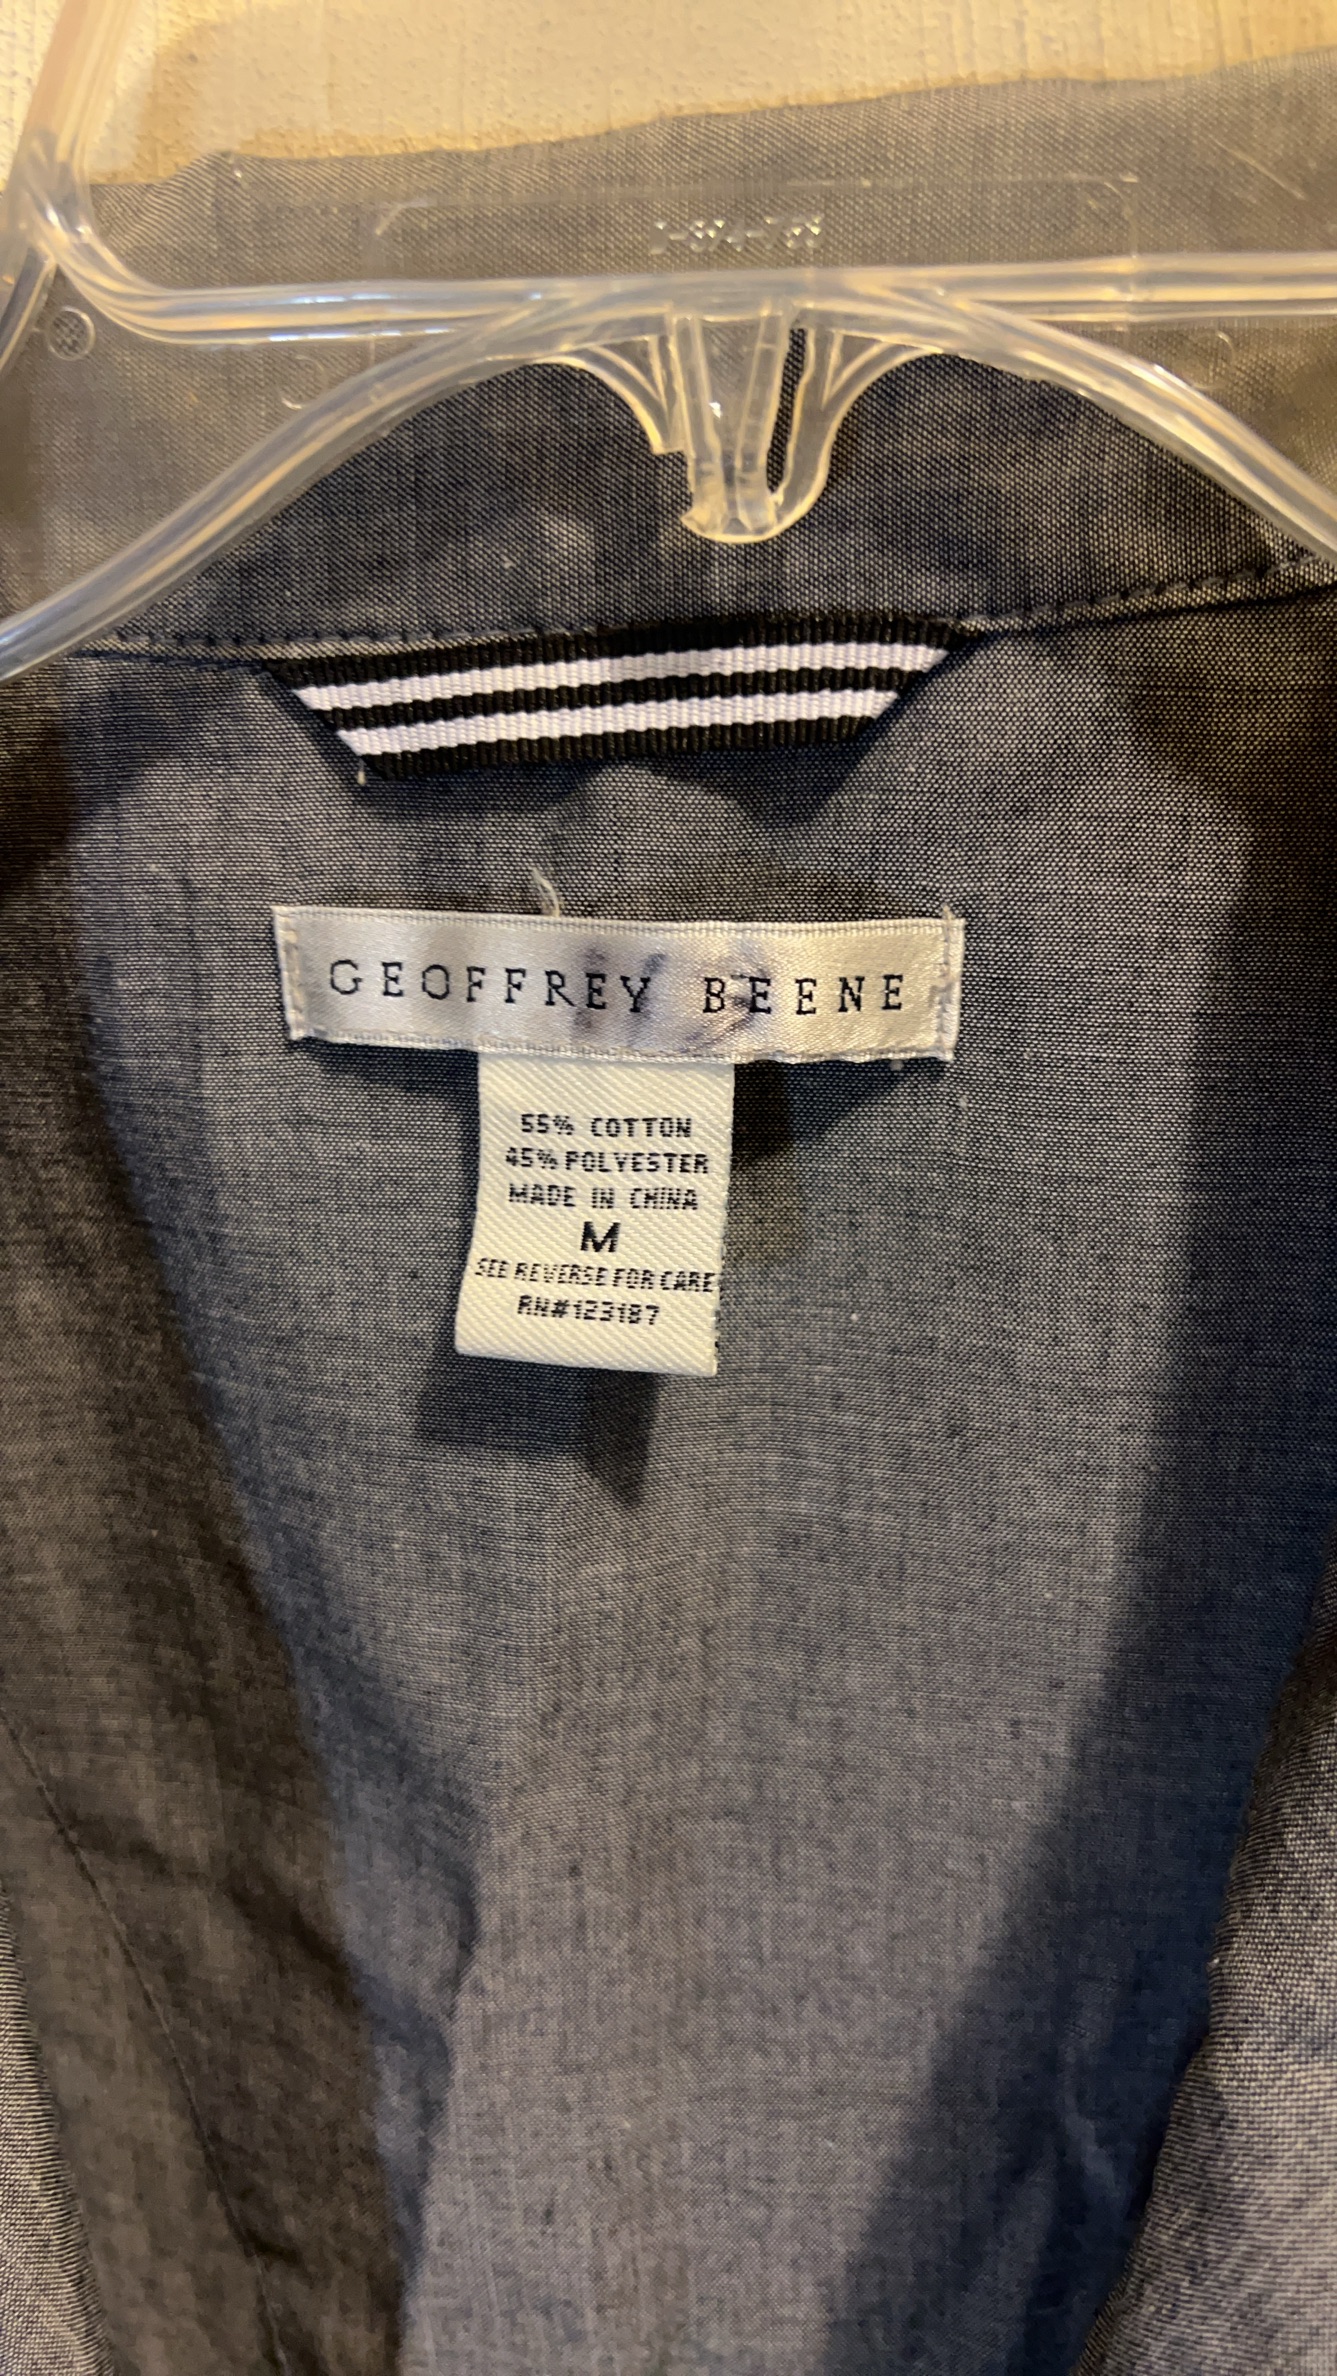 GEOFFREY BEENE
55% COTTON
45% POLYESTER
MADE IN CHINA
M
SEE REVERSE FOR CARE
RN#123187